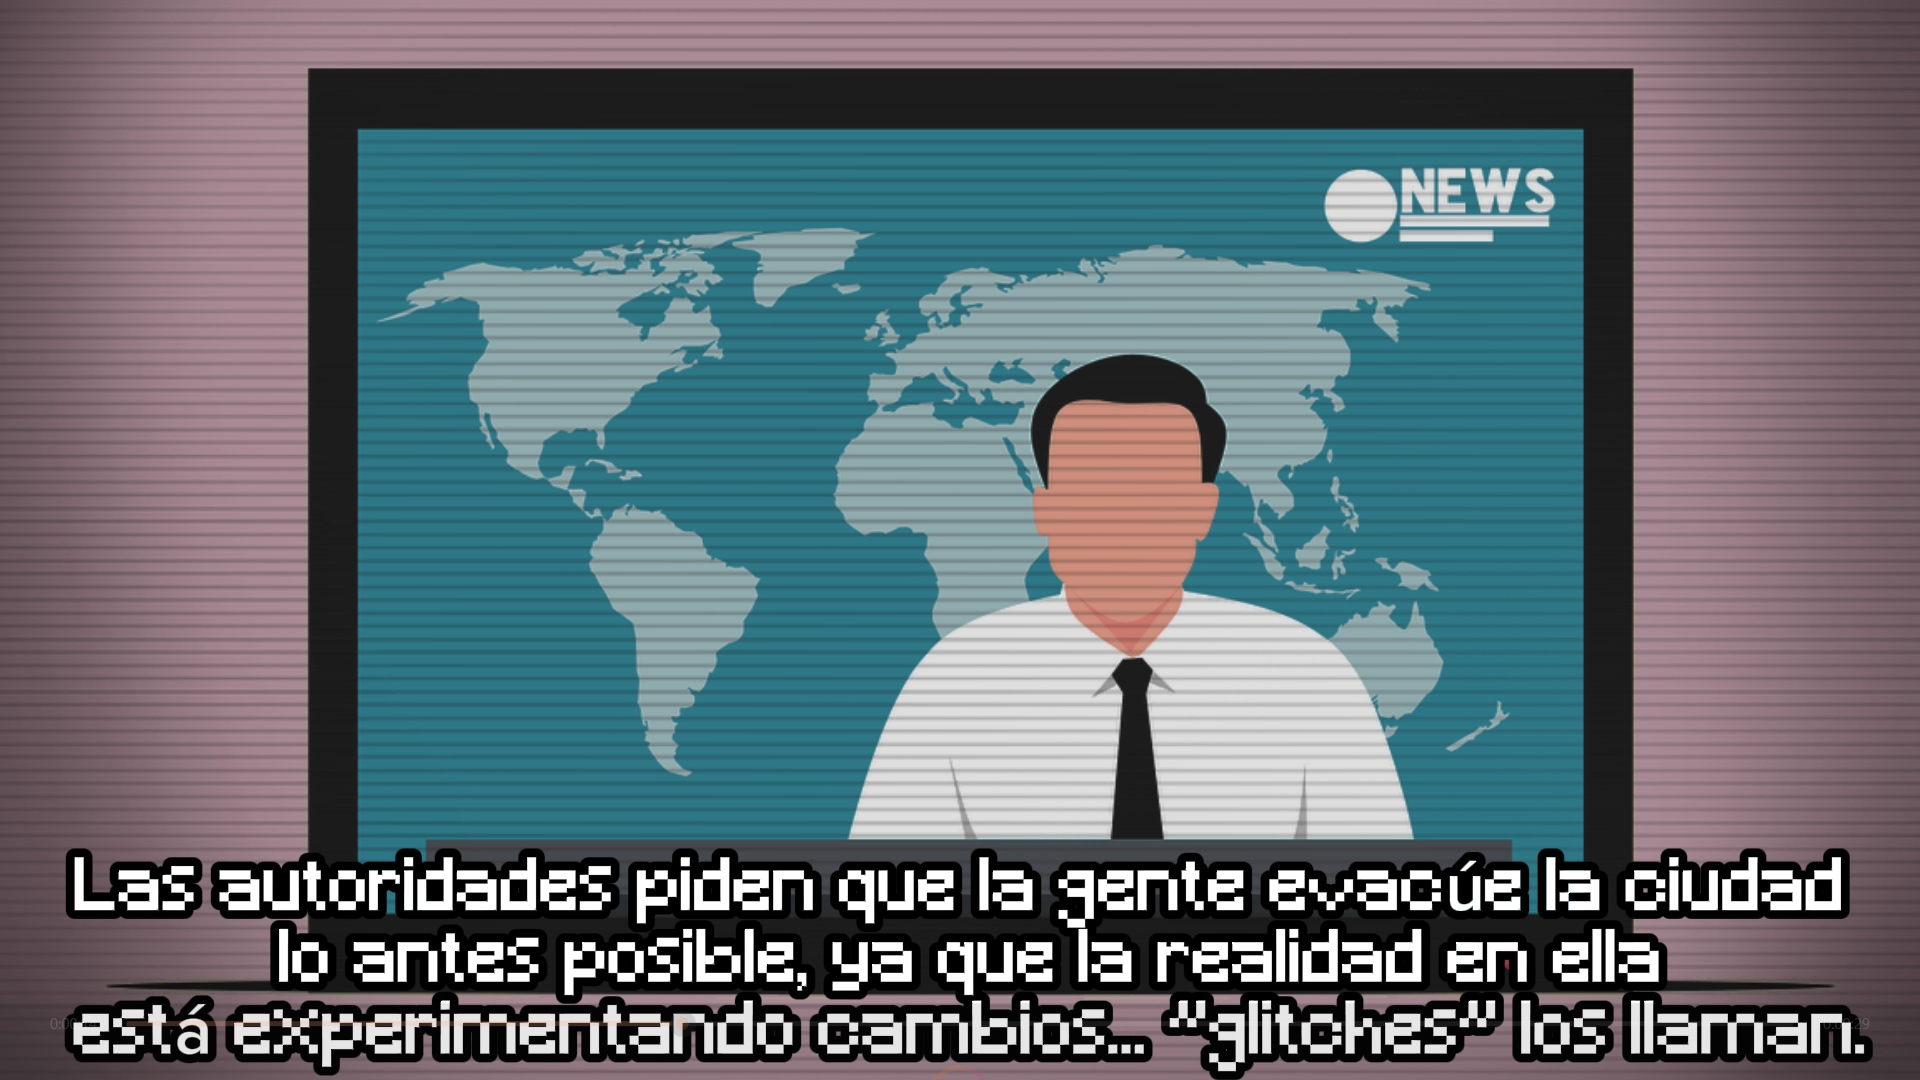 NEWS
Las autoridades piden que la gente evacúe la ciudad
lo antes posible, ya que la realidad en ella
está experimentando cambios... "glitches" los llaman.